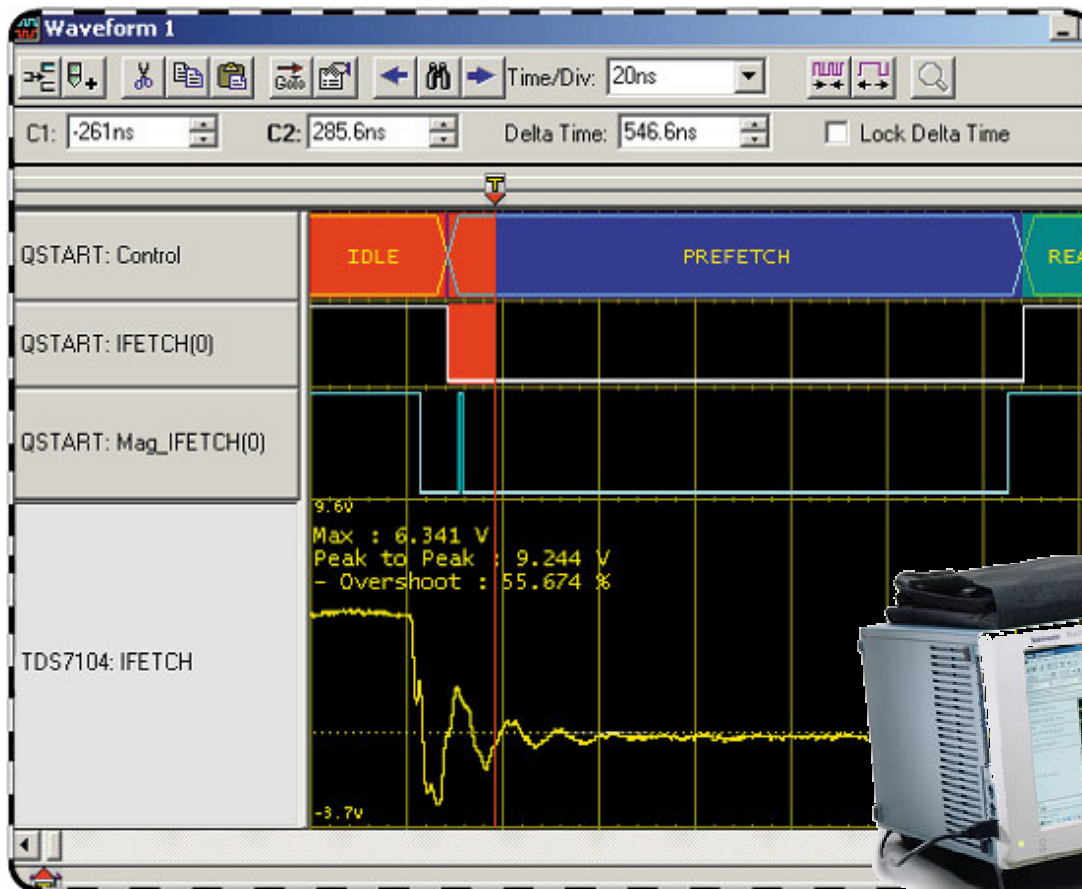 Waveform 1
GoTo Time/Div: 20ns
C1: -261ns C2: 285.6ns Delta Time: 546.6ns Lock Delta Time
T
QSTART: Control IDLE PREFETCH REA
QSTART: IFETCH(0)
QSTART: Mag_IFETCH(0)
9.6V
Max : 6.341 V
Peak to Peak : 9.244 V
- Overshoot : 55.674 %
TDS7104: IFETCH
-3.7V